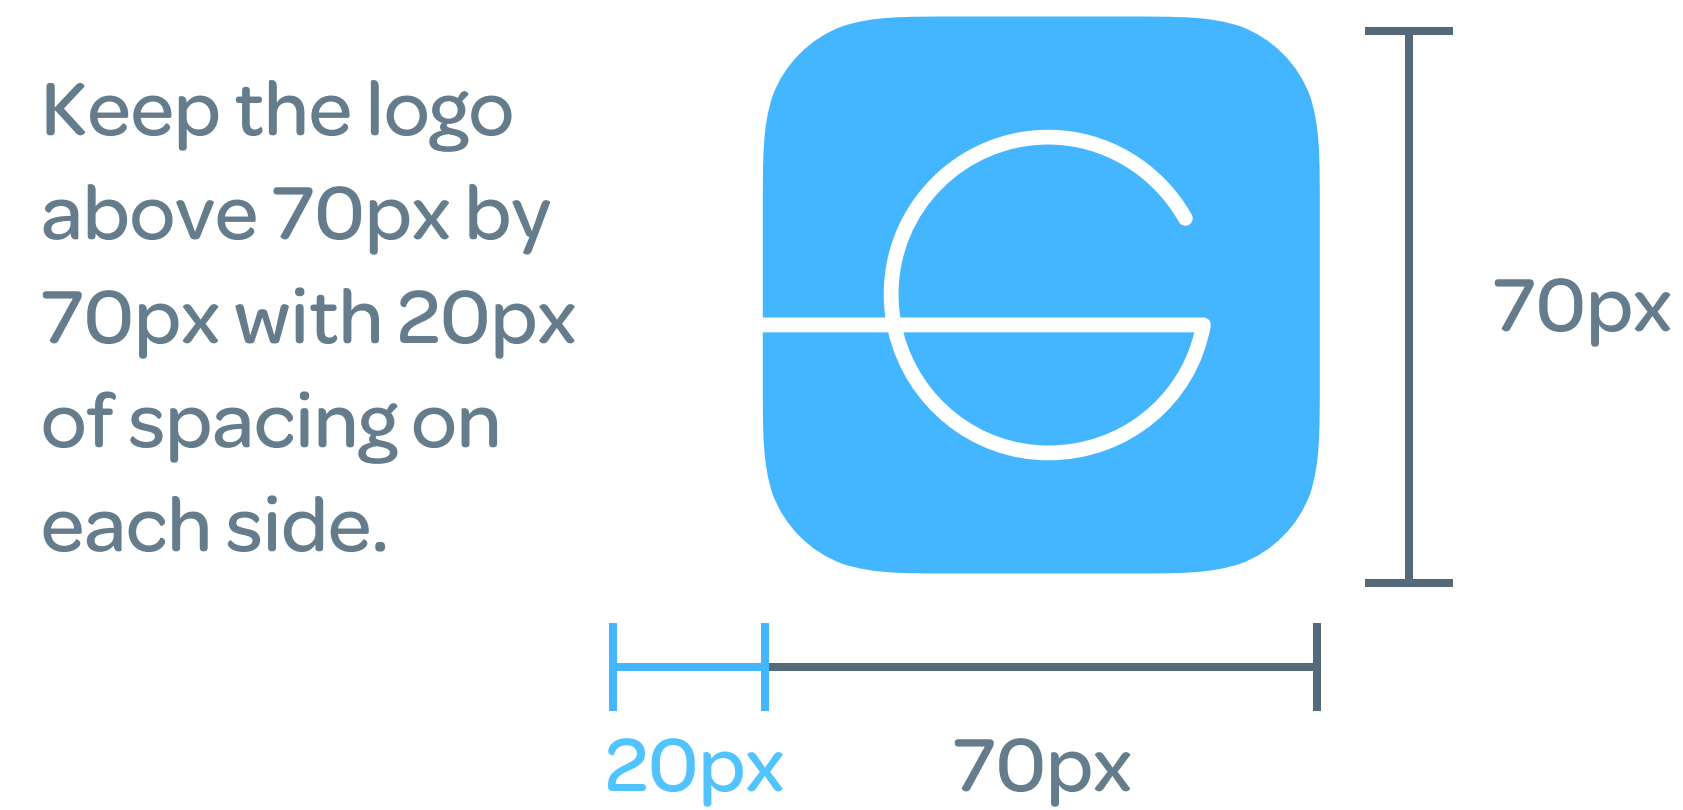 Keep the logo
above 70px by
70px with 20px
of spacing on
each side.
G
70px
20px
70px